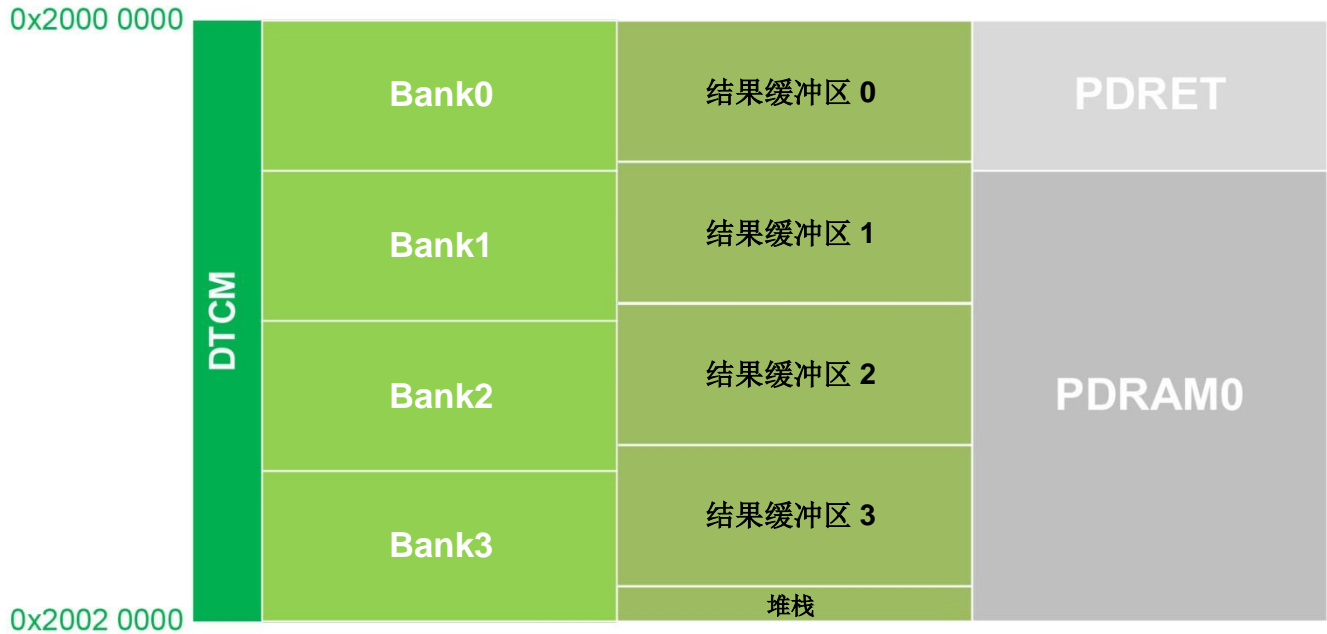 0x2000 0000
DTCM
Bank0
Bank1
Bank2
Bank3
结果缓冲区 0
结果缓冲区 1
结果缓冲区 2
结果缓冲区 3
堆栈
PDRET
PDRAM0
0x2002 0000